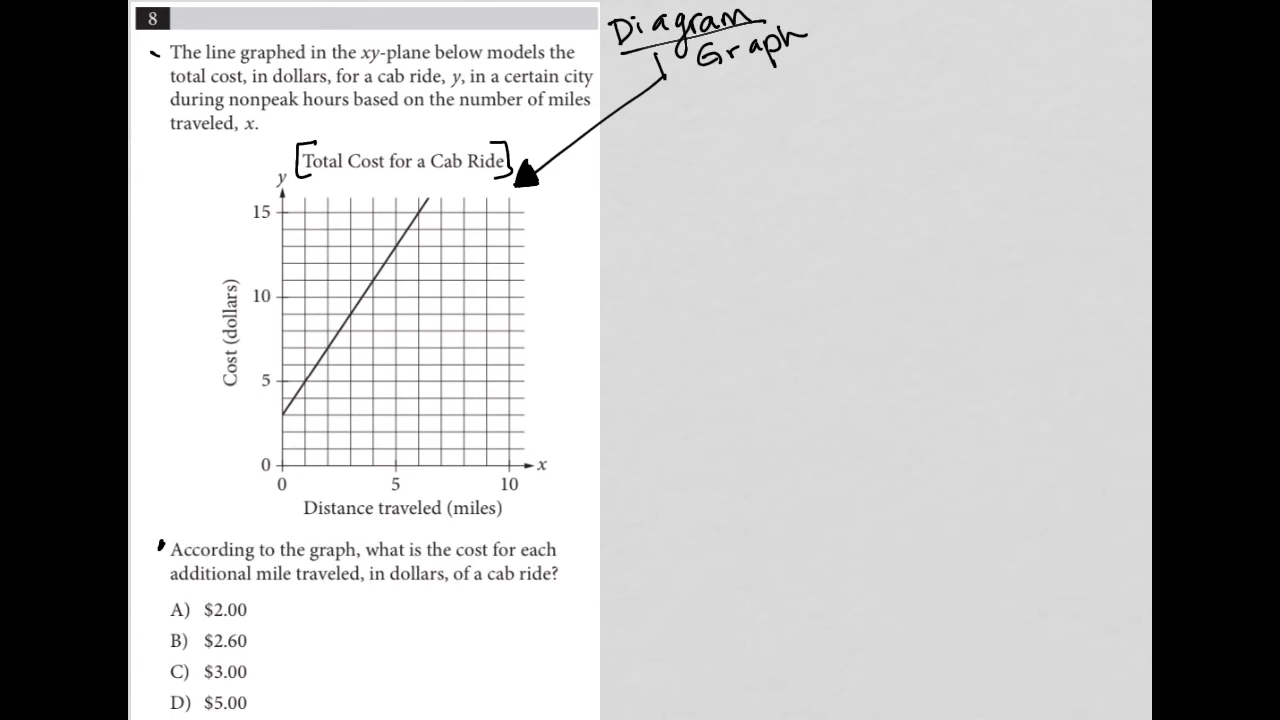 8
Diagram
Graph
The line graphed in the xy-plane below models the
total cost, in dollars, for a cab ride, y, in a certain city
during nonpeak hours based on the number of miles
traveled, x.
[Total Cost for a Cab Ride]
y
15
10
5
0
Cost (dollars)
x
0 5 10
Distance traveled (miles)
According to the graph, what is the cost for each
additional mile traveled, in dollars, of a cab ride?
A) $2.00
B) $2.60
C) $3.00
D) $5.00